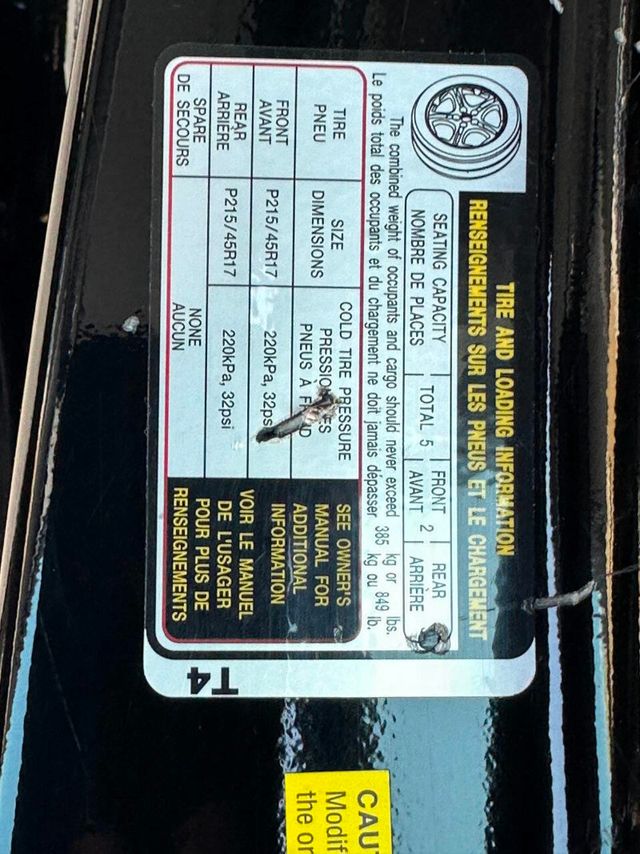 TIRE AND LOADING INFORMATION
RENSEIGNEMENTS SUR LES PNEUS ET LE CHARGEMENT
SEATING CAPACITY
NOMBRE DE PLACES
TOTAL 5
FRONT
AVANT 2
REAR
ARRIÈRE
The combined weight of occupants and cargo should never exceed 385 kg or 849 lbs.
Le poids total des occupants et du chargement ne doit jamais dépasser 385 kg ou 849 lb.
TIRE
PNEU
SIZE
DIMENSIONS
COLD TIRE PRESSURE
PNEUS A
FRONT
AVANT
P215/45R17
220kPa, 32psi
REAR
ARRIÈRE
P215/45R17
220kPa, 32psi
SPARE
DE SECOURS
NONE
AUCUN
SEE OWNER'S
MANUAL FOR
ADDITIONAL
INFORMATION
VOIR LE MANUEL
DE L'USAGER
POUR PLUS DE
RENSEIGNEMENTS
T4
CAU
Modif
the or